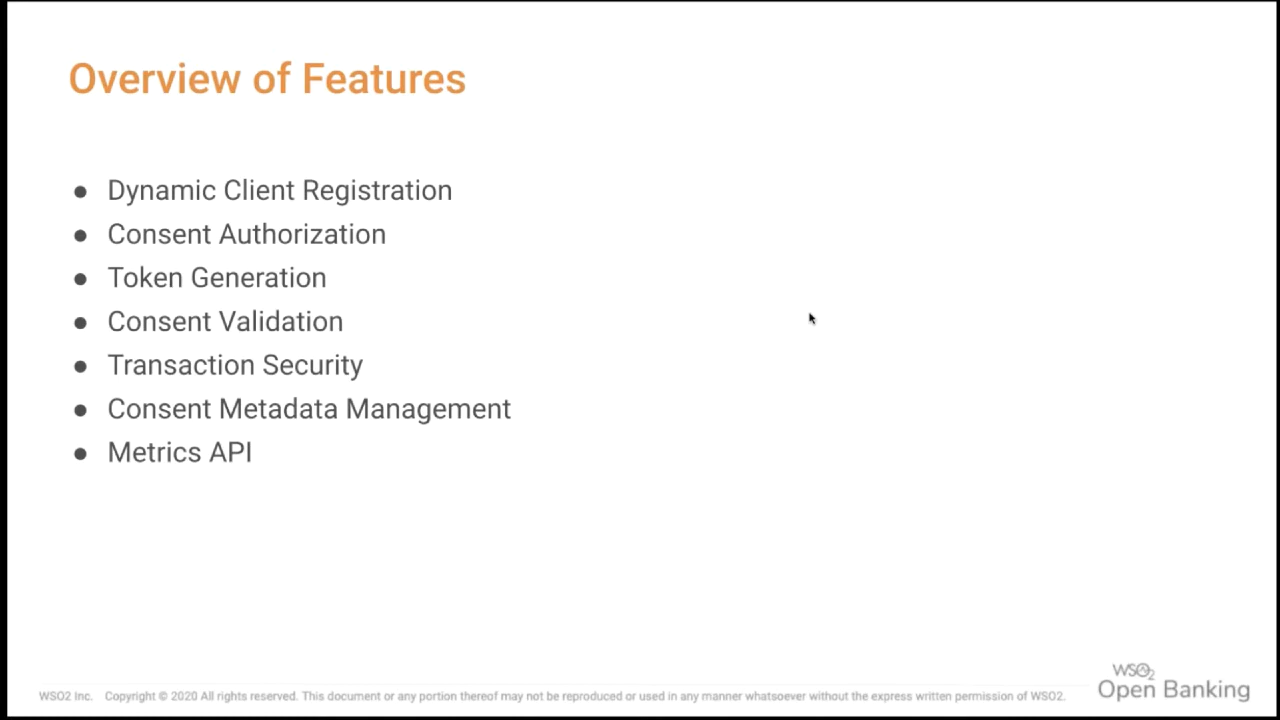 Overview of Features
● Dynamic Client Registration
● Consent Authorization
● Token Generation
● Consent Validation
● Transaction Security
● Consent Metadata Management
● Metrics API
WSO2 Inc. Copyright © 2020 All rights reserved. This document or any portion thereof may not be reproduced or used in any manner whatsoever without the express written permission of WSO2.
WSO2
Open Banking